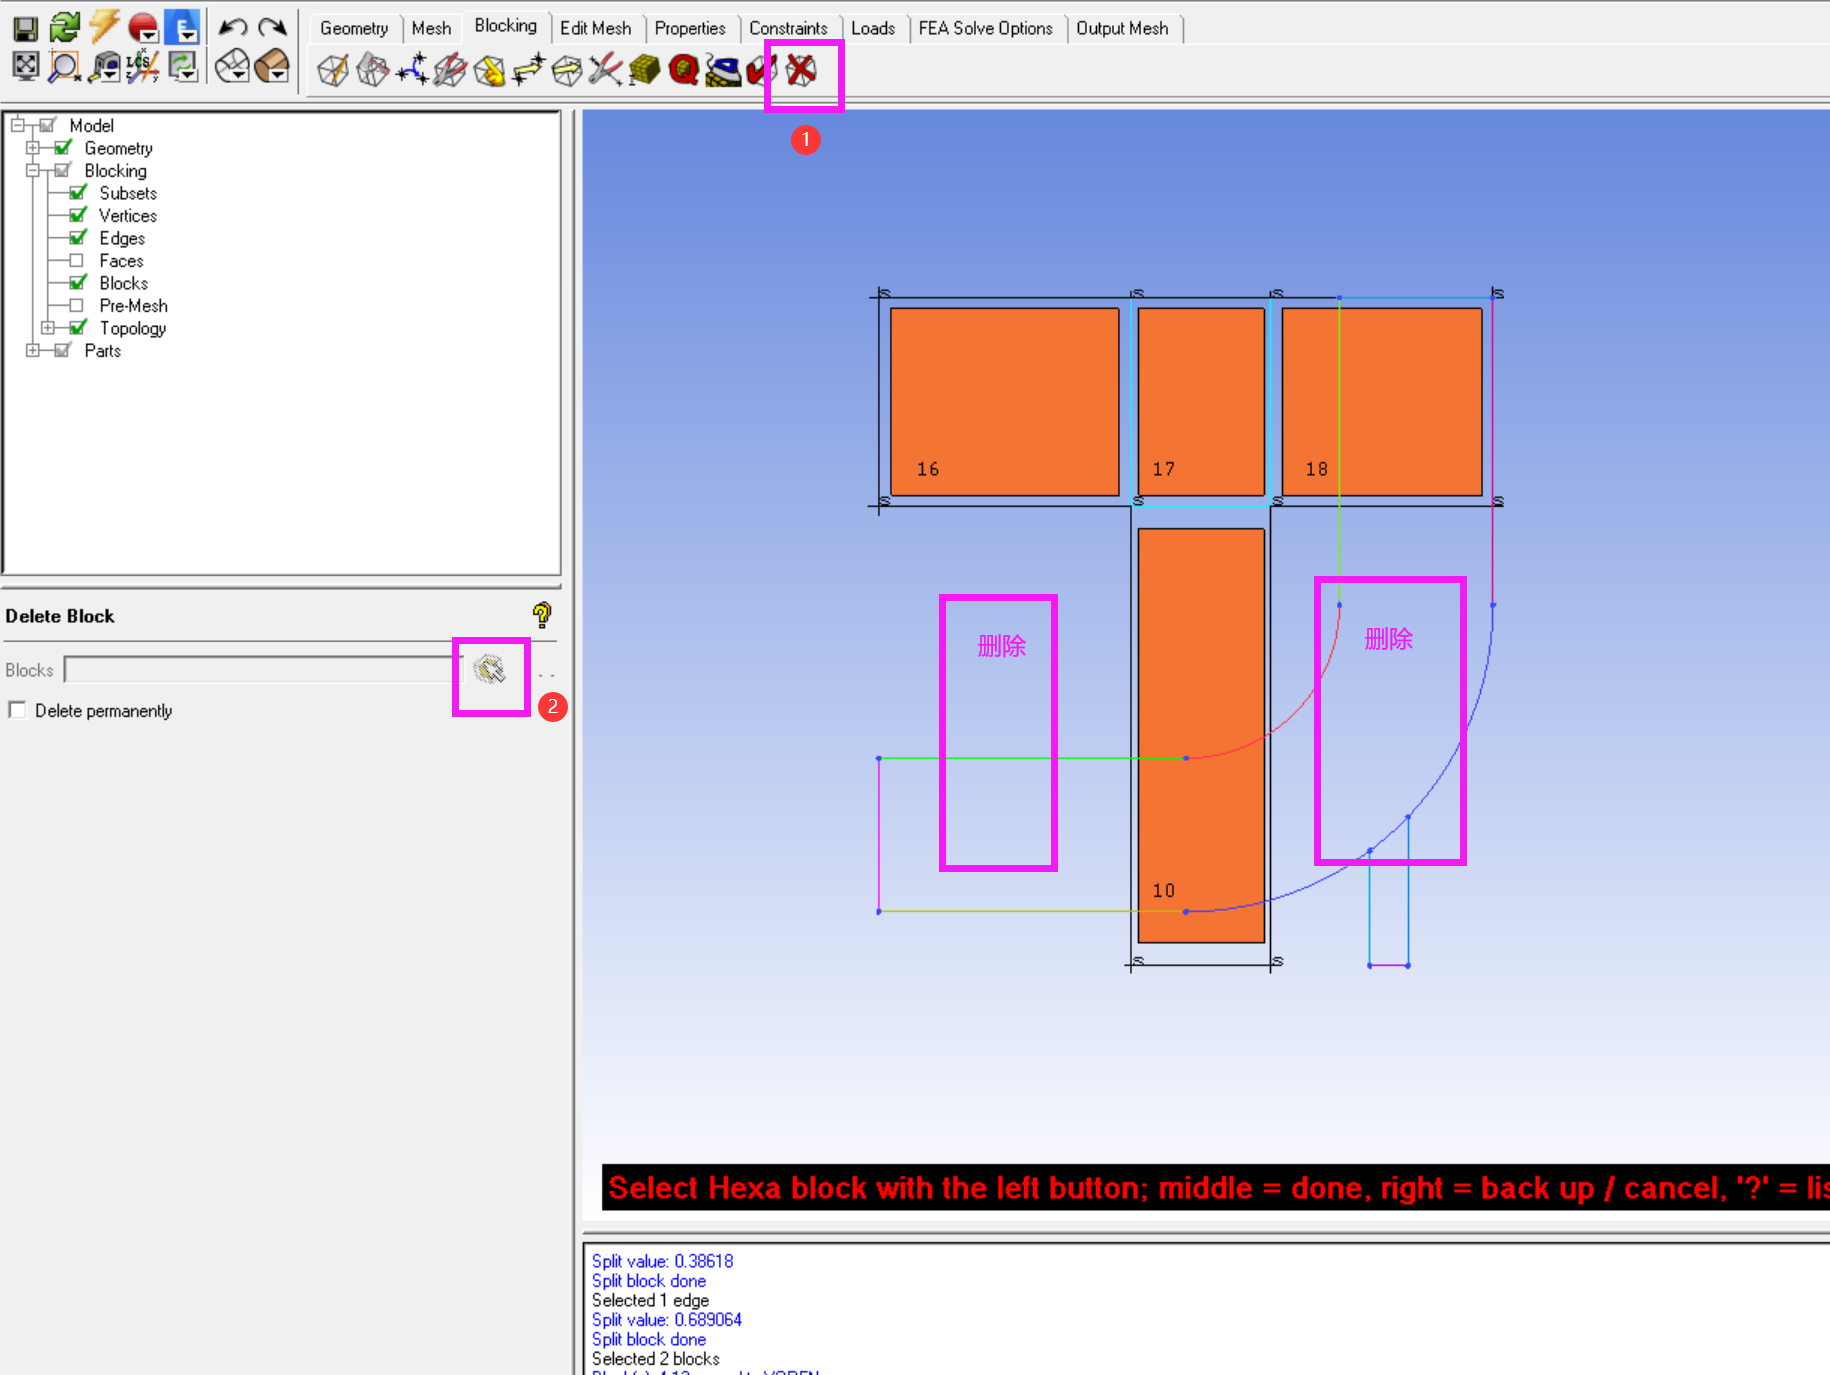 Geometry Mesh Blocking Edit Mesh Properties Constraints Loads FEA Solve Options Output Mesh
LCS
1
Model
Geometry
Blocking
Subsets
Vertices
Edges
Faces
Blocks
Pre-Mesh
Topology
Parts
Delete Block
Blocks
2
Delete permanently
S S S S
16 17 18
S S S S
删除 删除
10
S S
Select Hexa block with the left button; middle = done, right = back up / cancel, '?' = lis
Split value: 0.38618
Split block done
Selected 1 edge
Split value: 0.689064
Split block done
Selected 2 blocks